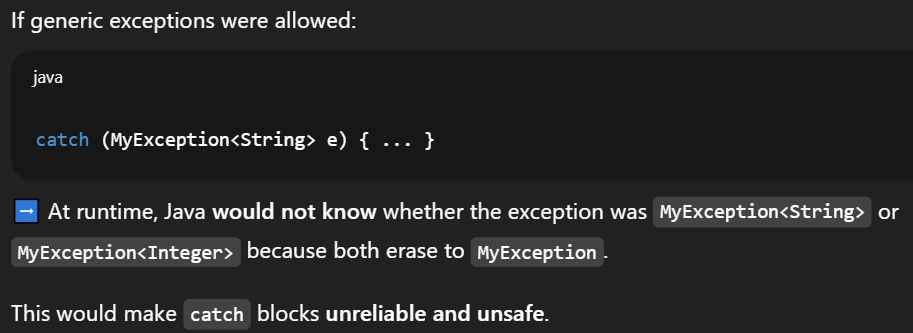 If generic exceptions were allowed:
java
catch (MyException<String> e) { ... }
➡ At runtime, Java would not know whether the exception was MyException<String> or
MyException<Integer> because both erase to MyException.
This would make catch blocks unreliable and unsafe.